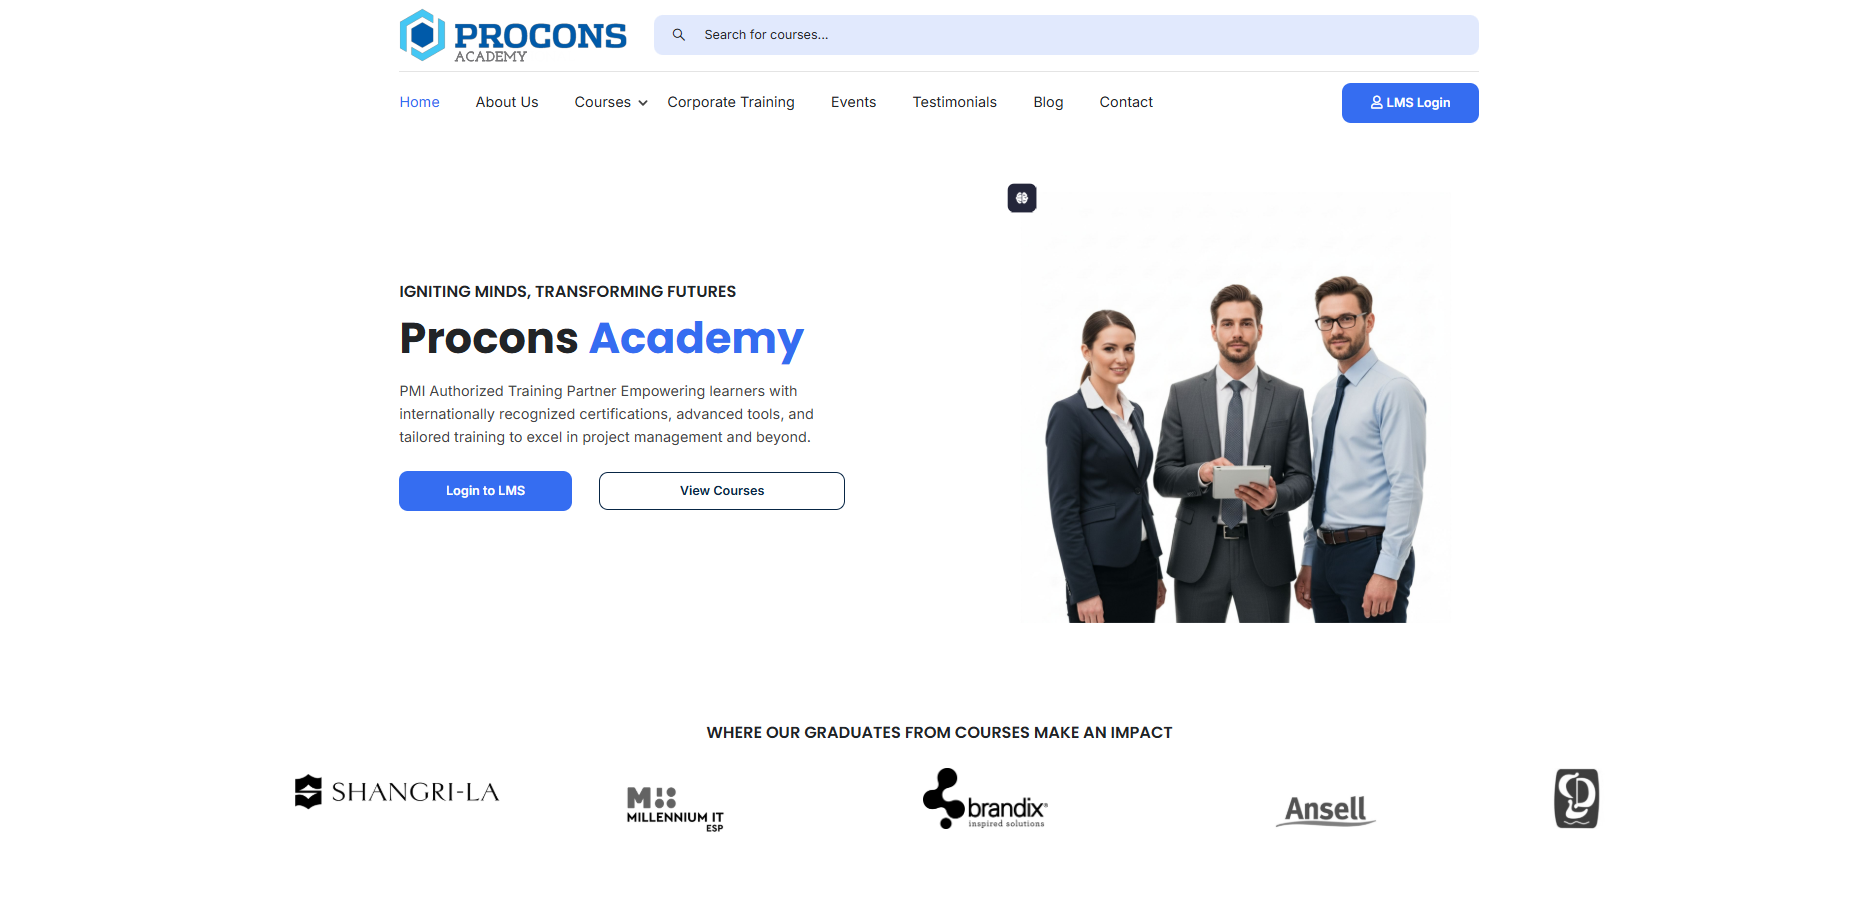 PROCONS
ACADEMY
Search for courses...
Home
About Us
Courses
Corporate Training
Events
Testimonials
Blog
Contact
LMS Login
IGNITING MINDS, TRANSFORMING FUTURES
Procons Academy
PMI Authorized Training Partner Empowering learners with
internationally recognized certifications, advanced tools, and
tailored training to excel in project management and beyond.
Login to LMS
View Courses
WHERE OUR GRADUATES FROM COURSES MAKE AN IMPACT
SHANGRI-LA
MILLENNIUM IT
ESP
brandix®
inspired solutions
Ansell